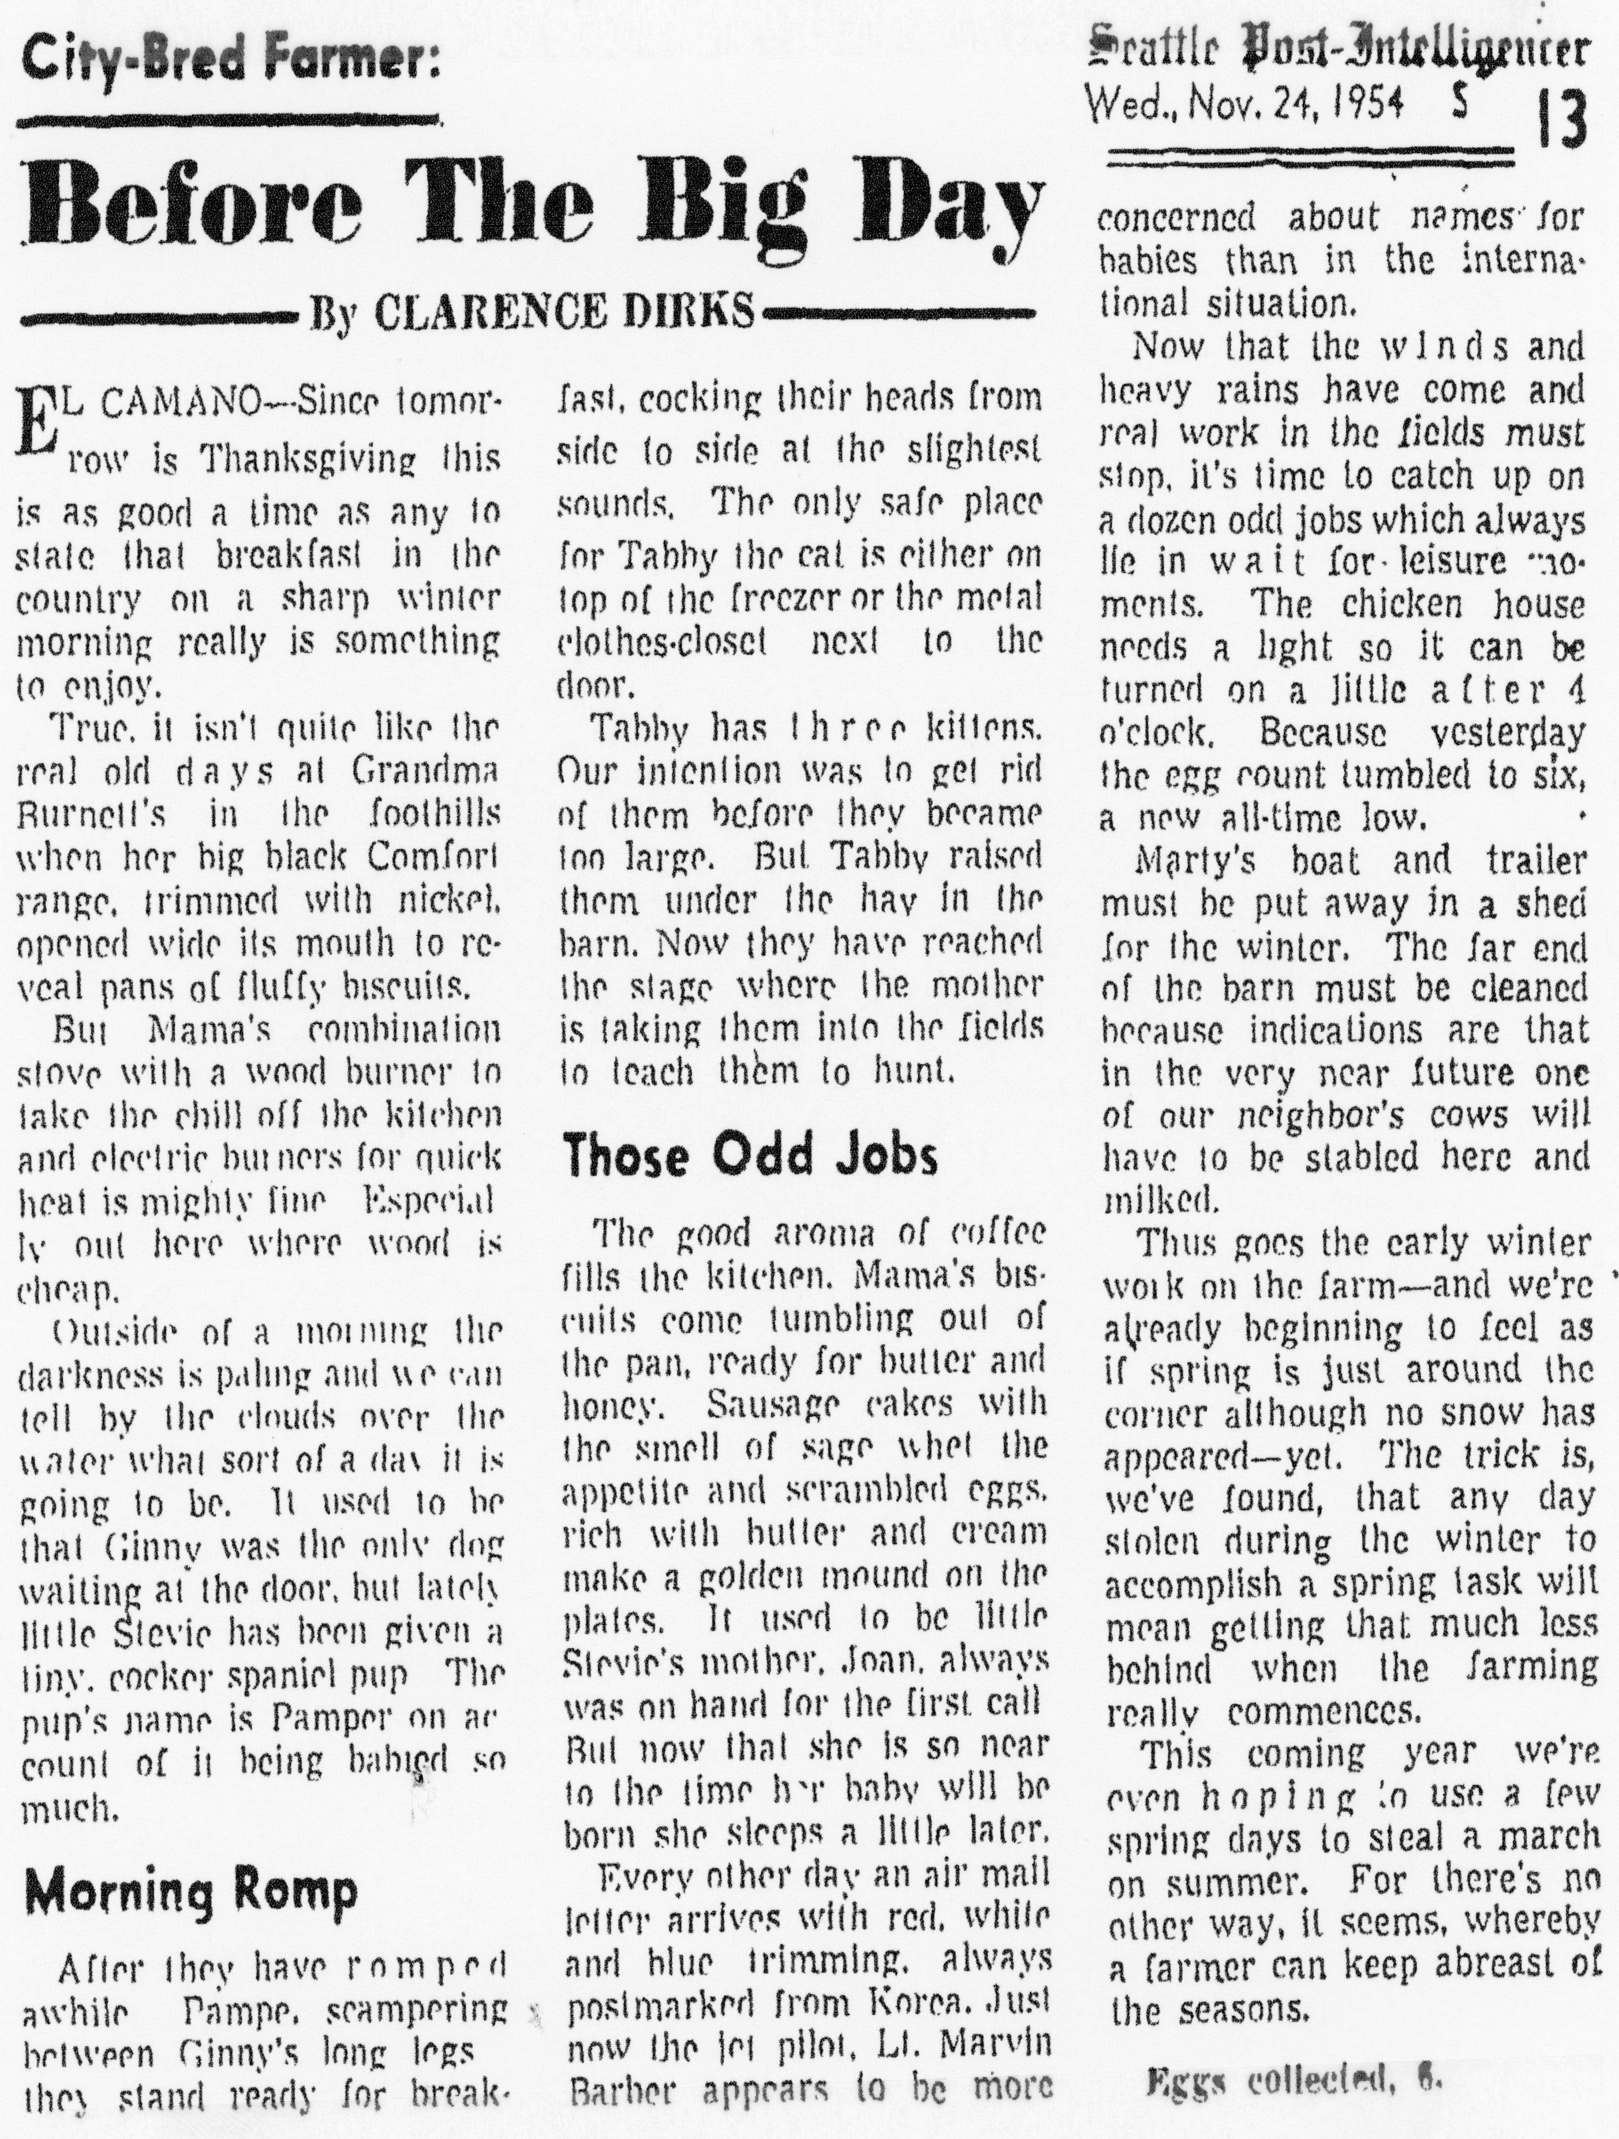 City-Bred Farmer:
Before The Big Day
By CLARENCE DIRKS
EL CAMANO—Since tomor-
row is Thanksgiving this
is as good a time as any to
state that breakfast in the
country on a sharp winter
morning really is something
to enjoy.
True, it isn't quite like the
real old days at Grandma
Burnett's in the foothills
when her big black Comfort
range, trimmed with nickel,
opened wide its mouth to re-
veal pans of fluffy biscuits.
But Mama's combination
stove with a wood burner to
take the chill off the kitchen
and electric burners for quick
heat is mighty fine Especial
ly out here where wood is
cheap.
Outside of a morning the
darkness is paling and we can
tell by the clouds over the
water what sort of a day it is
going to be. It used to be
that Ginny was the only dog
waiting at the door, but lately
little Stevie has been given a
tiny, cocker spaniel pup The
pup's name is Pamper on ac
count of it being babied so
much.
Morning Romp
After they have romped
awhile Pampe, scampering
between Ginny's long legs
they stand ready for break-
fast, cocking their heads from
side to side at the slightest
sounds. The only safe place
for Tabby the cat is either on
top of the freezer or the metal
clothes-closet next to the
door.
Tabby has three kittens.
Our intention was to get rid
of them before they became
too large. But Tabby raised
them under the hay in the
barn. Now they have reached
the stage where the mother
is taking them into the fields
to teach them to hunt.
Those Odd Jobs
The good aroma of coffee
fills the kitchen. Mama's bis-
cuits come tumbling out of
the pan, ready for butter and
honey. Sausage cakes with
the smell of sage whet the
appetite and scrambled eggs,
rich with butter and cream
make a golden mound on the
plates. It used to be little
Stevie's mother, Joan, always
was on hand for the first call
But now that she is so near
to the time her baby will be
born she sleeps a little later.
Every other day an air mail
letter arrives with red, white
and blue trimming, always
postmarked from Korea. Just
now the jet pilot, Lt. Marvin
Barber appears to be more
Seattle Post-Intelligencer
Wed., Nov. 24, 1954 S 13
concerned about names for
babies than in the interna-
tional situation.
Now that the winds and
heavy rains have come and
real work in the fields must
stop, it's time to catch up on
a dozen odd jobs which always
lie in wait for leisure mo-
ments. The chicken house
needs a light so it can be
turned on a little after 4
o'clock. Because yesterday
the egg count tumbled to six,
a new all-time low.
Marty's boat and trailer
must be put away in a shed
for the winter. The far end
of the barn must be cleaned
because indications are that
in the very near future one
of our neighbor's cows will
have to be stabled here and
milked.
Thus goes the early winter
work on the farm—and we're
already beginning to feel as
if spring is just around the
corner although no snow has
appeared—yet. The trick is,
we've found, that any day
stolen during the winter to
accomplish a spring task will
mean getting that much less
behind when the farming
really commences.
This coming year we're
even hoping to use a few
spring days to steal a march
on summer. For there's no
other way, it seems, whereby
a farmer can keep abreast of
the seasons.
Eggs collected, 6.